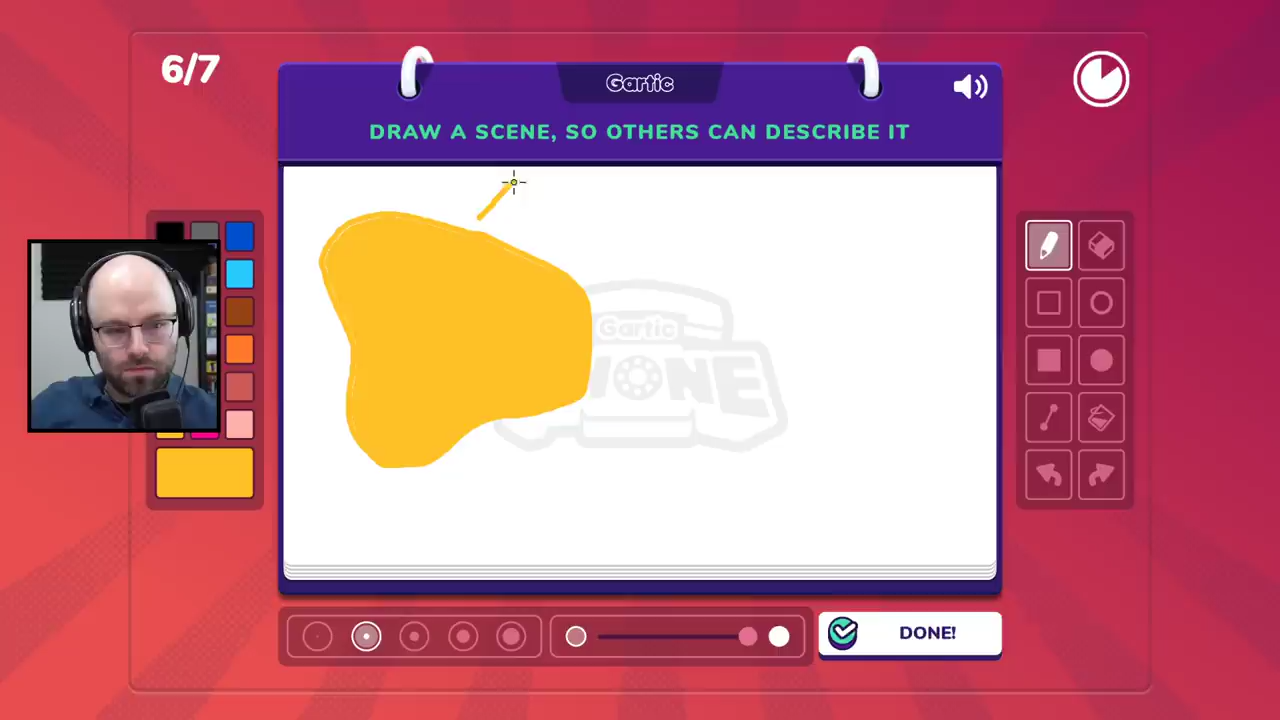 6/7
Gartic
DRAW A SCENE, SO OTHERS CAN DESCRIBE IT
Gartic
PHONE
DONE!